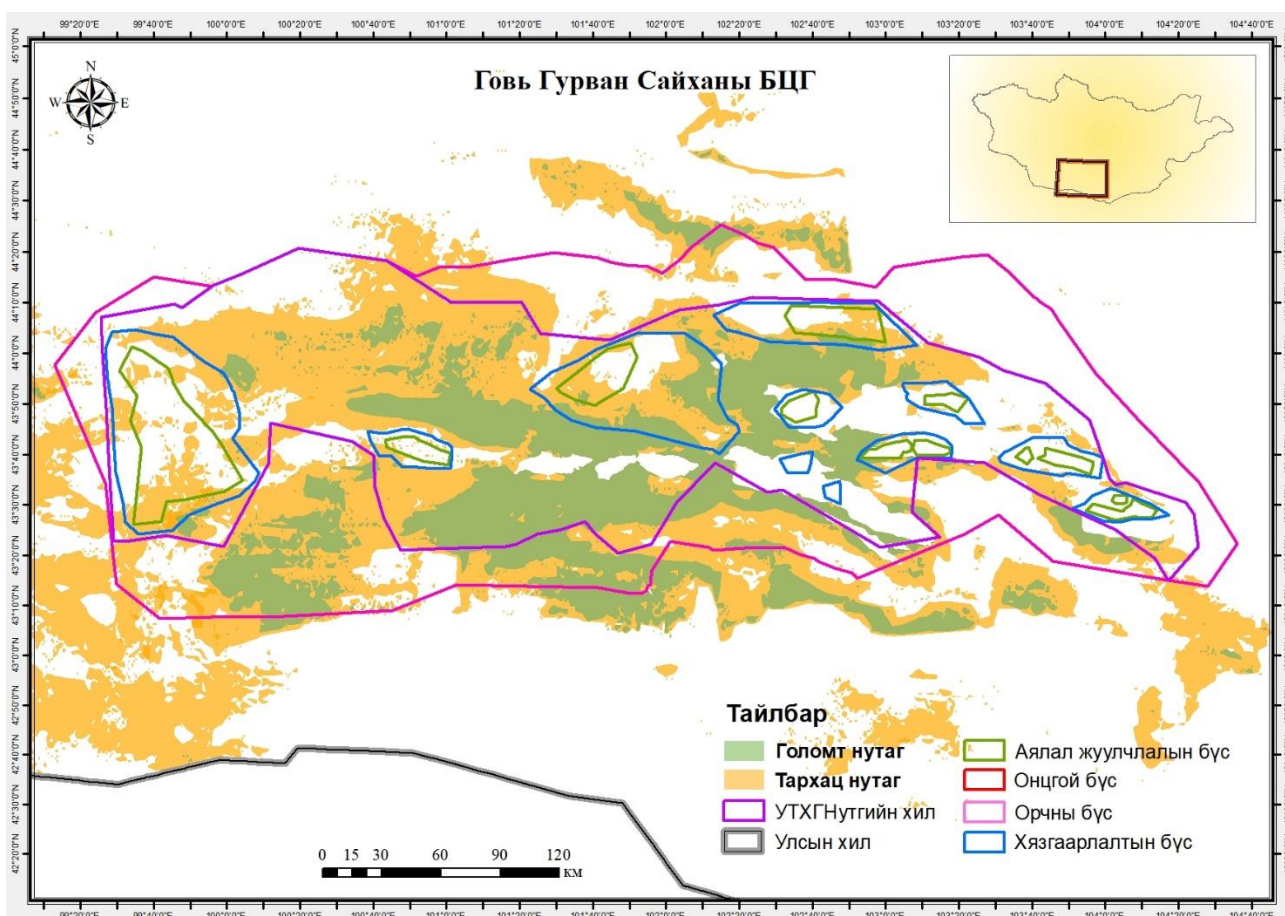 99°20'0"E 99°40'0"E 100°0'0"E 100°20'0"E 100°40'0"E 101°0'0"E 101°20'0"E 101°40'0"E 102°0'0"E 102°20'0"E 102°40'0"E 103°0'0"E 103°20'0"E 103°40'0"E 104°0'0"E 104°20'0"E 104°40'0"E
Говь Гурван Сайханы БЦГ
N
W E
S
45°0'0"N
44°50'0"N
44°40'0"N
44°30'0"N
44°20'0"N
44°10'0"N
44°0'0"N
43°50'0"N
43°40'0"N
43°30'0"N
43°20'0"N
43°10'0"N
43°0'0"N
42°50'0"N
42°40'0"N
42°30'0"N
42°20'0"N
Тайлбар
Голомт нутаг
Тархац нутаг
УТХГНутгийн хил
Улсын хил
Аялал жуулчлалын бүс
Онцгой бүс
Орчны бүс
Хязгаарлалтын бүс
0 15 30 60 90 120
КМ